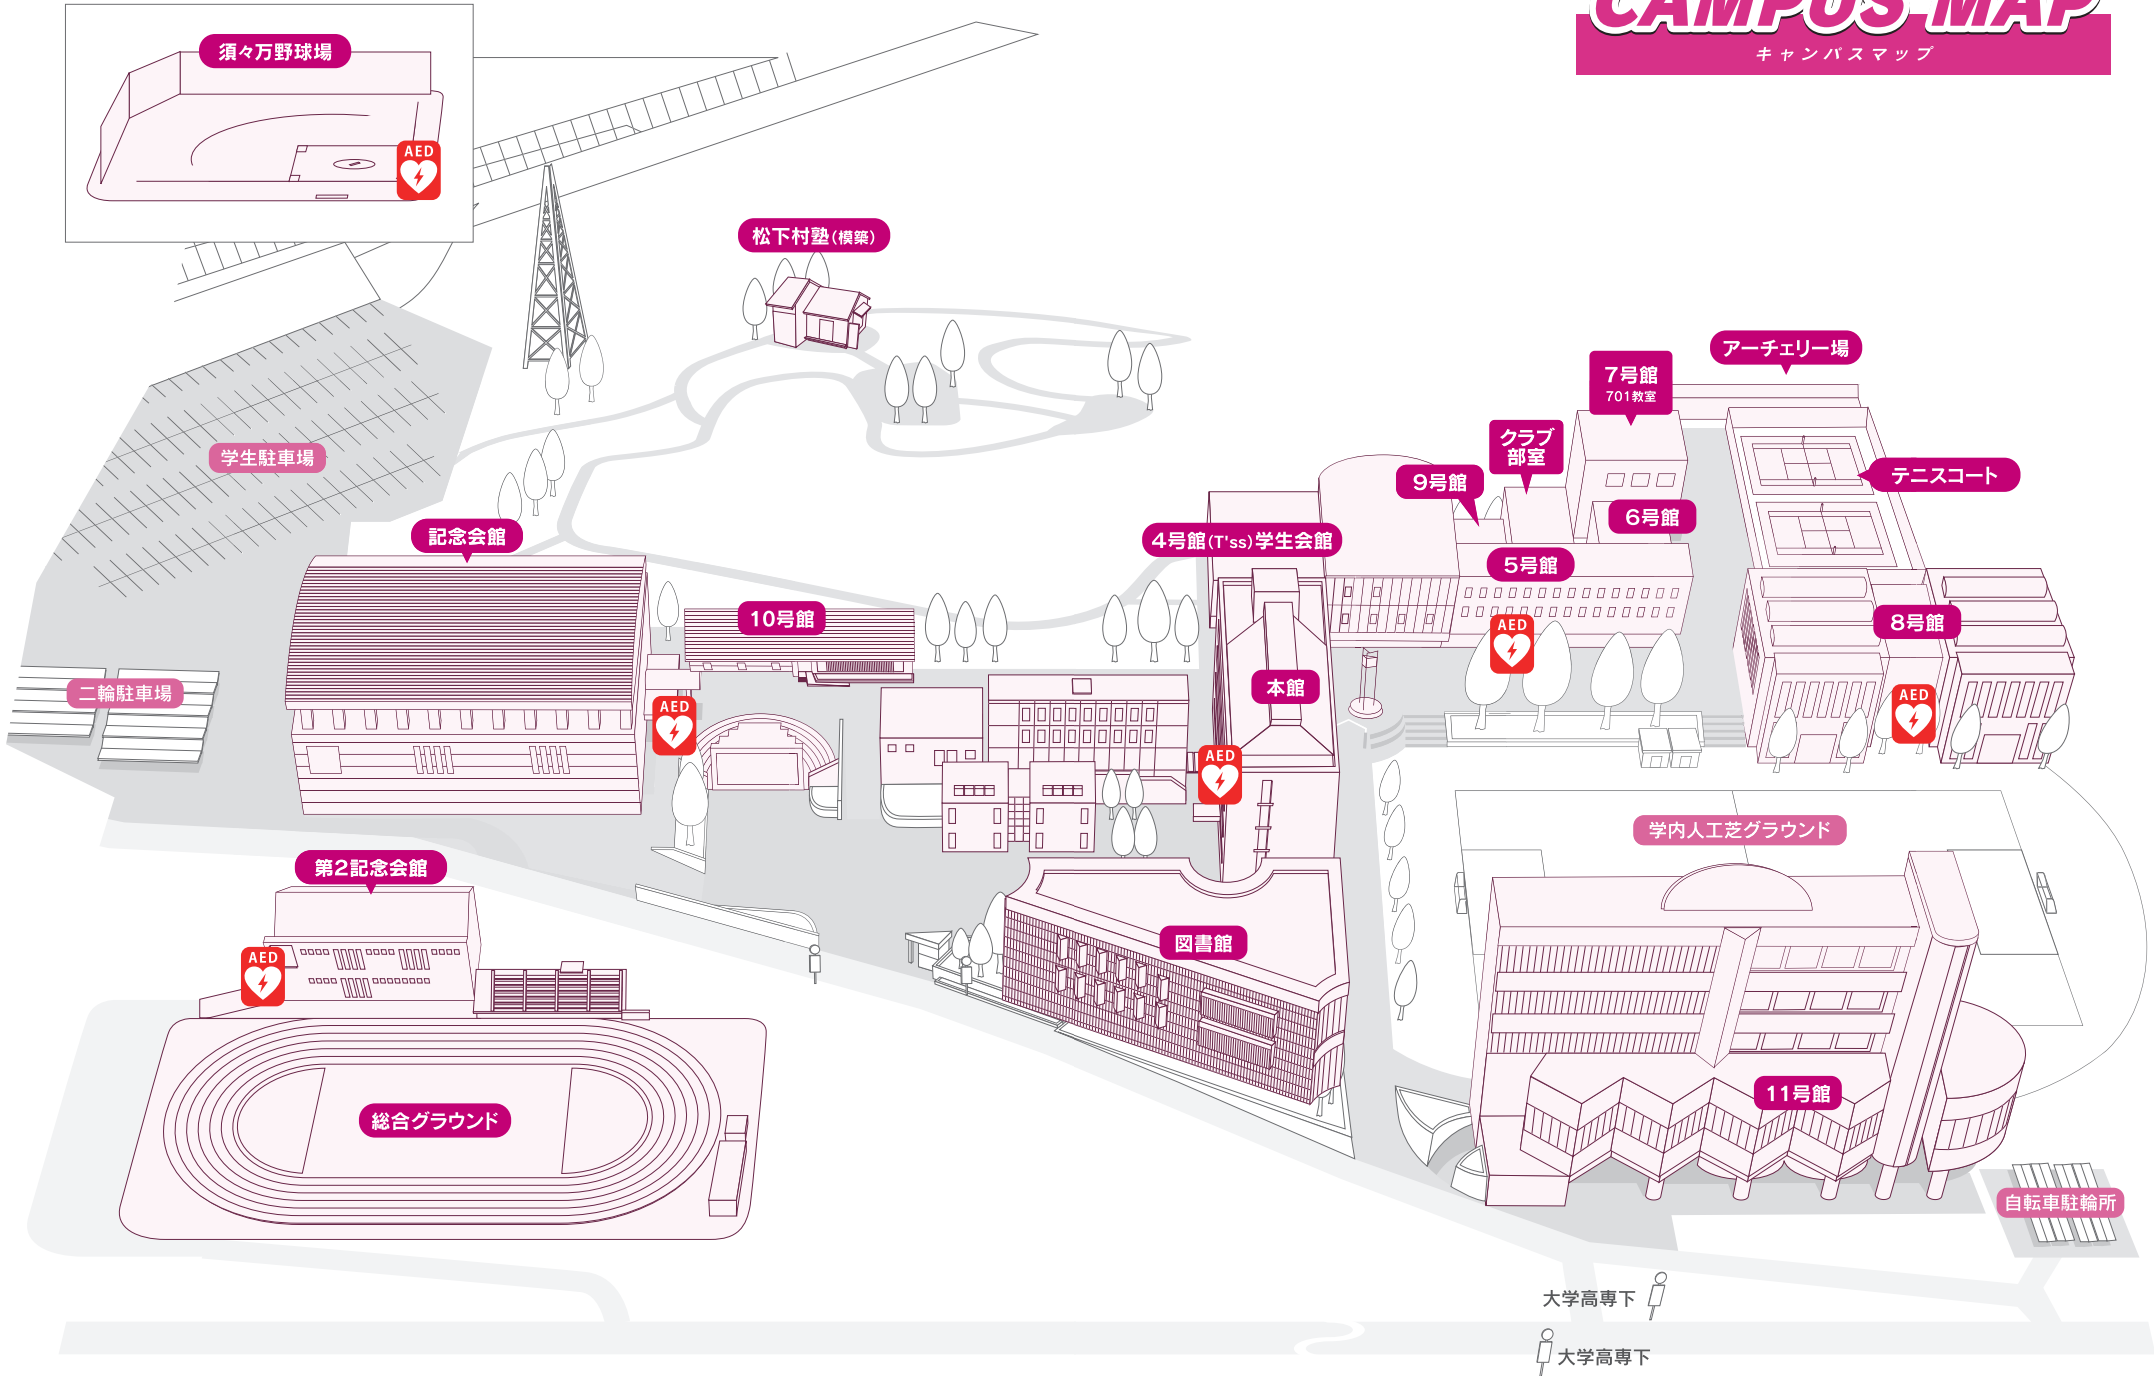 CAMPUS MAP
キャンパスマップ
須々万野球場
AED
松下村塾(模築)
アーチェリー場
7号館
701教室
クラブ
部室
9号館
テニスコート
6号館
学生駐車場
記念会館
4号館(T'ss)学生会館
5号館
10号館
AED
8号館
二輪駐車場
本館
AED
AED
AED
学内人工芝グラウンド
第2記念会館
AED
図書館
総合グラウンド
11号館
自転車駐輪所
大学高専下
大学高専下